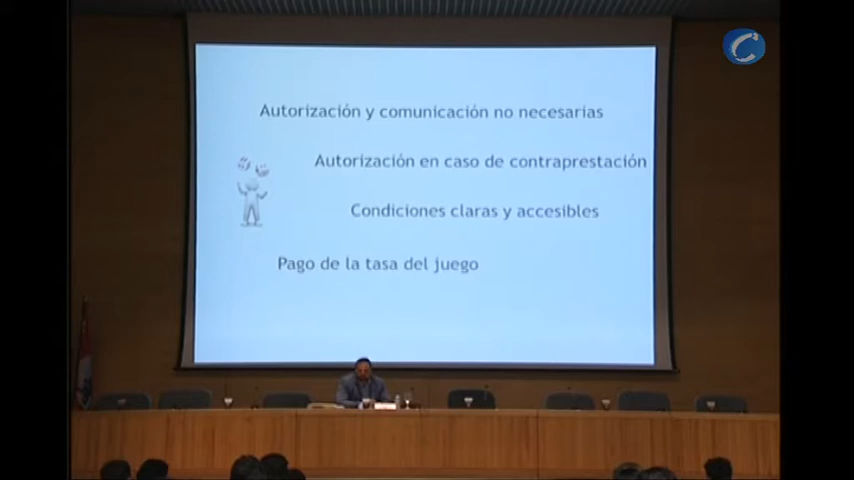 Autorización y comunicación no necesarias
Autorización en caso de contraprestación
Condiciones claras y accesibles
Pago de la tasa del juego